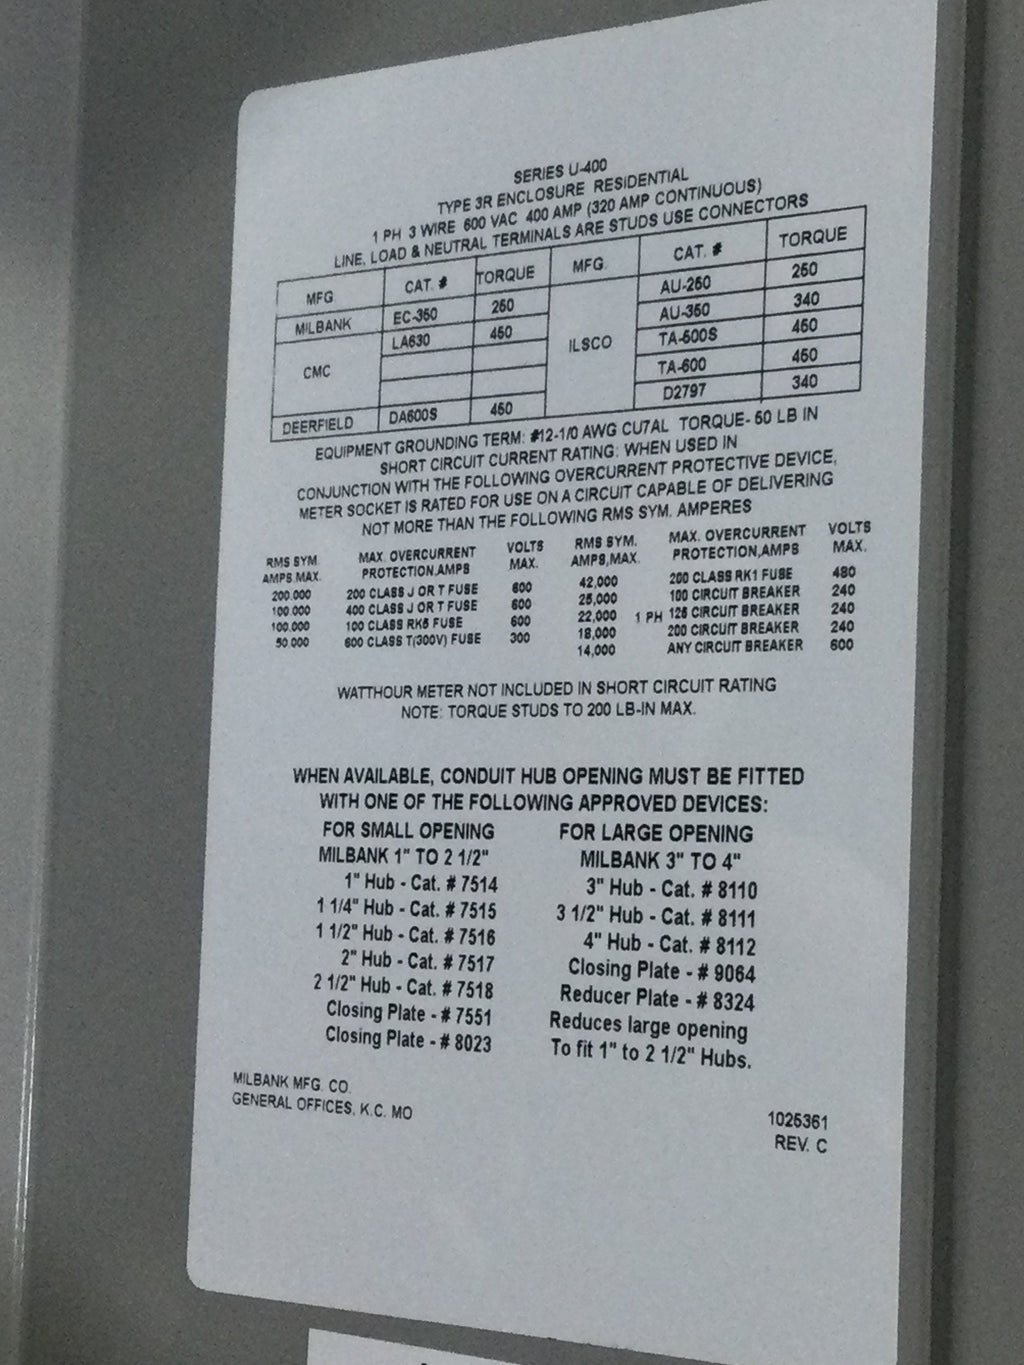 SERIES U-400
TYPE 3R ENCLOSURE RESIDENTIAL
1 PH 3 WIRE 600 VAC 400 AMP (320 AMP CONTINUOUS)
LINE, LOAD & NEUTRAL TERMINALS ARE STUDS USE CONNECTORS
MFG CAT. # TORQUE MFG. CAT. # TORQUE
MILBANK EC-350 250 ILSCO AU-250 250
CMC LA630 450 AU-350 340
TA-500S 450
TA-600 450
DEERFIELD DA600S 450 D2797 340
EQUIPMENT GROUNDING TERM: #12-1/0 AWG CU7AL TORQUE- 50 LB IN
SHORT CIRCUIT CURRENT RATING: WHEN USED IN
CONJUNCTION WITH THE FOLLOWING OVERCURRENT PROTECTIVE DEVICE,
METER SOCKET IS RATED FOR USE ON A CIRCUIT CAPABLE OF DELIVERING
NOT MORE THAN THE FOLLOWING RMS SYM. AMPERES
RMS SYM. MAX. OVERCURRENT VOLTS RMS SYM. MAX. OVERCURRENT VOLTS
AMPS,MAX. PROTECTION,AMPS MAX. AMPS,MAX. PROTECTION,AMPS MAX.
200,000 200 CLASS J OR T FUSE 600 42,000 200 CLASS RK1 FUSE 480
100,000 400 CLASS J OR T FUSE 600 25,000 100 CIRCUIT BREAKER 240
100,000 100 CLASS RK5 FUSE 600 22,000 1 PH 125 CIRCUIT BREAKER 240
50,000 600 CLASS T(300V) FUSE 300 18,000 200 CIRCUIT BREAKER 240
14,000 ANY CIRCUIT BREAKER 600
WATTHOUR METER NOT INCLUDED IN SHORT CIRCUIT RATING
NOTE: TORQUE STUDS TO 200 LB-IN MAX.
WHEN AVAILABLE, CONDUIT HUB OPENING MUST BE FITTED
WITH ONE OF THE FOLLOWING APPROVED DEVICES:
FOR SMALL OPENING FOR LARGE OPENING
MILBANK 1" TO 2 1/2" MILBANK 3" TO 4"
1" Hub - Cat. # 7514 3" Hub - Cat. # 8110
1 1/4" Hub - Cat. # 7515 3 1/2" Hub - Cat. # 8111
1 1/2" Hub - Cat. # 7516 4" Hub - Cat. # 8112
2" Hub - Cat. # 7517 Closing Plate - # 9064
2 1/2" Hub - Cat. # 7518 Reducer Plate - # 8324
Closing Plate - # 7551 Reduces large opening
Closing Plate - # 8023 To fit 1" to 2 1/2" Hubs.
MILBANK MFG. CO.
GENERAL OFFICES, K.C. MO
1025361
REV. C